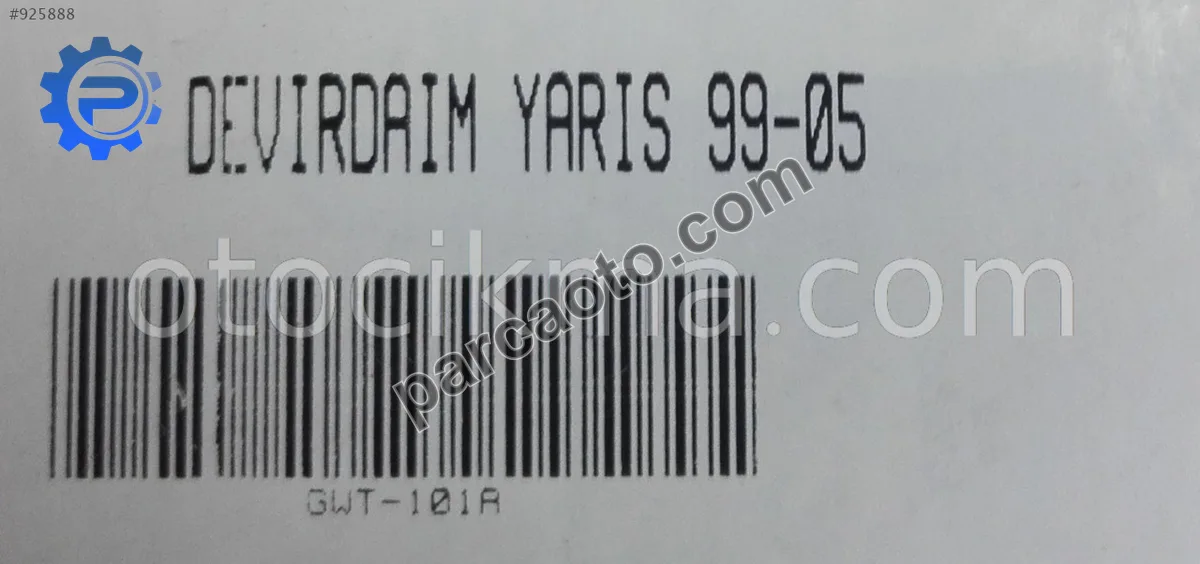 #925888
DEVIRDAIM YARIS 99-05
otocikma.com
parcaoto.com
GWT-101A